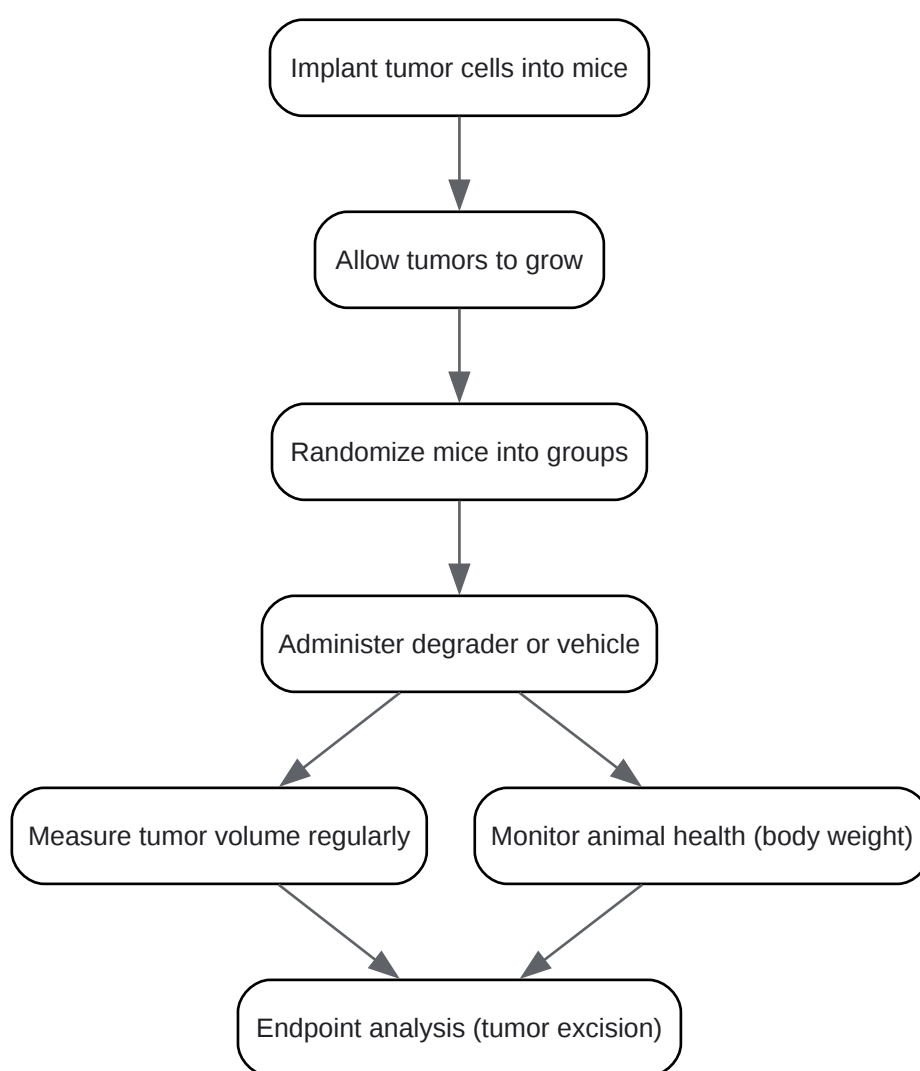 Implant tumor cells into mice
Allow tumors to grow
Randomize mice into groups
Administer degrader or vehicle
Measure tumor volume regularly
Monitor animal health (body weight)
Endpoint analysis (tumor excision)